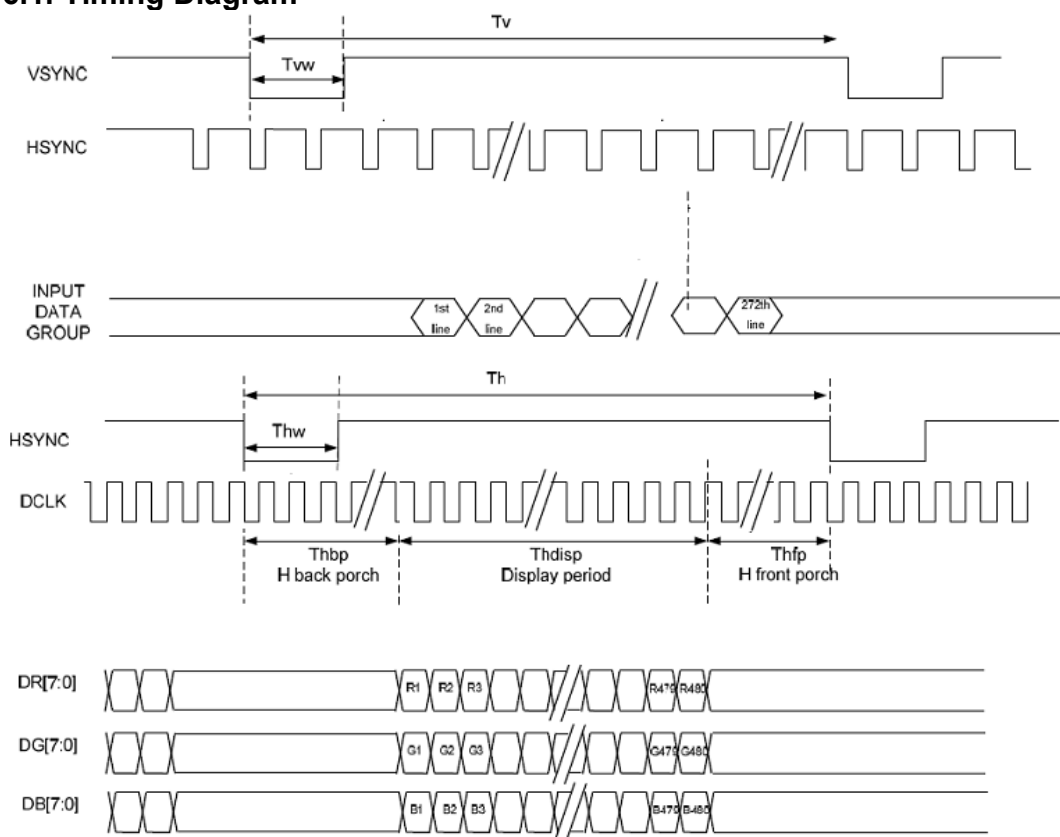 Timing Diagram
Tv
VSYNC
Tvw
HSYNC
INPUT
DATA
GROUP
1st
line
2nd
line
272th
line
Th
HSYNC
Thw
DCLK
Thbp
H back porch
Thdisp
Display period
Thfp
H front porch
DR[7:0]
R1 R2 R3 R479 R480
DG[7:0]
G1 G2 G3 G479 G480
DB[7:0]
B1 B2 B3 B479 B480